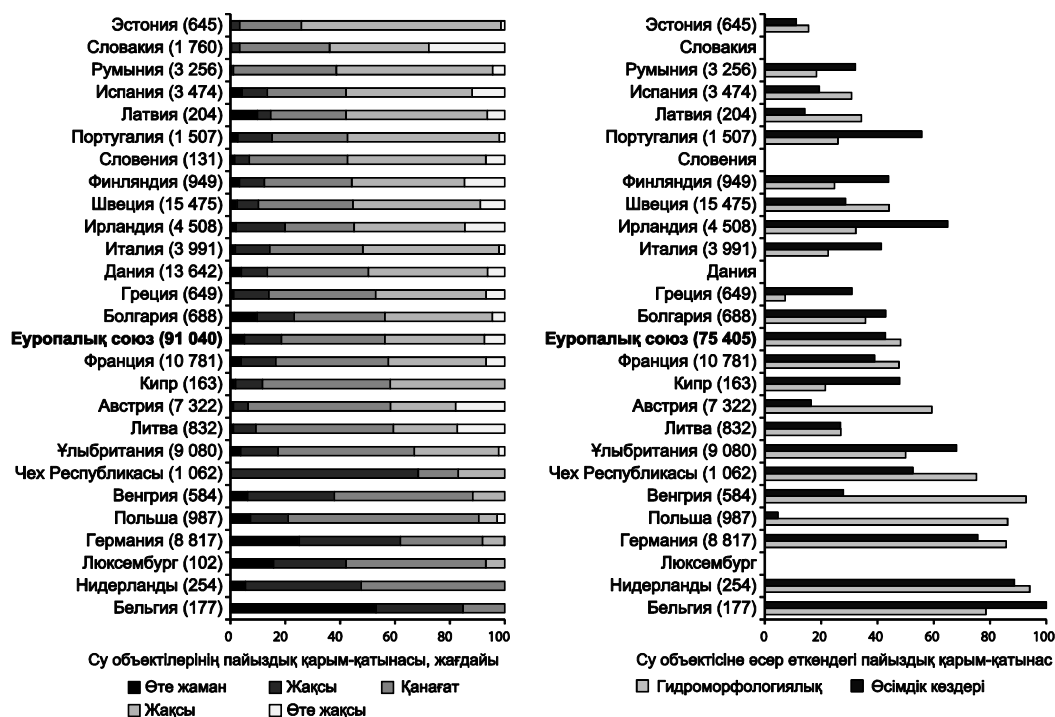 Эстония (645)
Словакия (1 760)
Румыния (3 256)
Испания (3 474)
Латвия (204)
Португалия (1 507)
Словения (131)
Финляндия (949)
Швеция (15 475)
Ирландия (4 508)
Италия (3 991)
Дания (13 642)
Греция (649)
Болгария (688)
Еуропалық союз (91 040)
Франция (10 781)
Кипр (163)
Австрия (7 322)
Литва (832)
Ұлыбритания (9 080)
Чех Республикасы (1 062)
Венгрия (584)
Польша (987)
Германия (8 817)
Люксембург (102)
Нидерланды (254)
Бельгия (177)
0 20 40 60 80 100
Су объектілерінің пайыздық қарым-қатынасы, жағдайы
Өте жаман Жақсы Қанағат
Жақсы Өте жақсы
Эстония (645)
Словакия
Румыния (3 256)
Испания (3 474)
Латвия (204)
Португалия (1 507)
Словения
Финляндия (949)
Швеция (15 475)
Ирландия (4 508)
Италия (3 991)
Дания
Греция (649)
Болгария (688)
Еуропалық союз (75 405)
Франция (10 781)
Кипр (163)
Австрия (7 322)
Литва (832)
Ұлыбритания (9 080)
Чех Республикасы (1 062)
Венгрия (584)
Польша (987)
Германия (8 817)
Люксембург
Нидерланды (254)
Бельгия (177)
0 20 40 60 80 100
Су объектісіне әсер еткендегі пайыздық қарым-қатынас
Гидроморфологиялық Өсімдік көздері